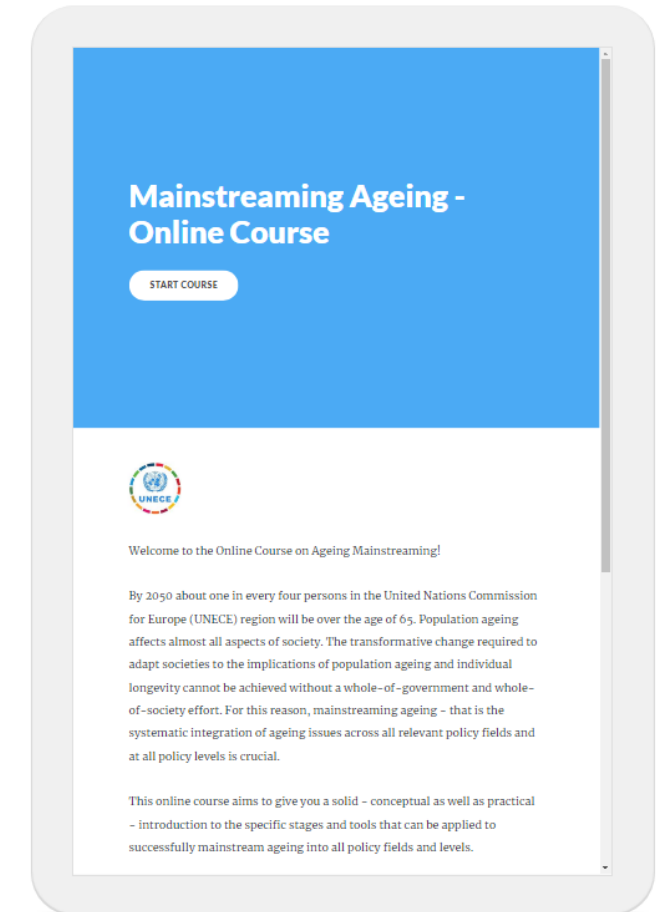 Mainstreaming Ageing -
Online Course
START COURSE
UNECE
Welcome to the Online Course on Ageing Mainstreaming!
By 2050 about one in every four persons in the United Nations Commission
for Europe (UNECE) region will be over the age of 65. Population ageing
affects almost all aspects of society. The transformative change required to
adapt societies to the implications of population ageing and individual
longevity cannot be achieved without a whole-of-government and whole-
of-society effort. For this reason, mainstreaming ageing – that is the
systematic integration of ageing issues across all relevant policy fields and
at all policy levels is crucial.
This online course aims to give you a solid – conceptual as well as practical
– introduction to the specific stages and tools that can be applied to
successfully mainstream ageing into all policy fields and levels.